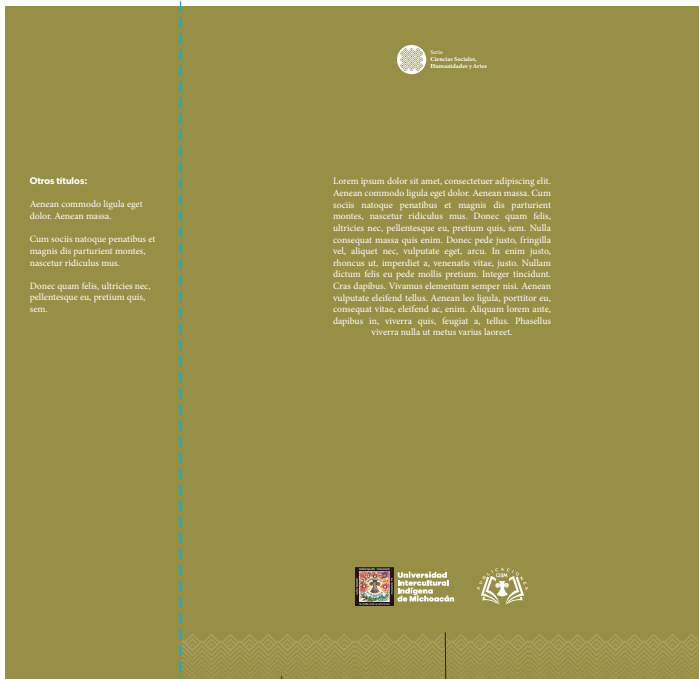 Serie
Ciencias Sociales,
Humanidades y Artes
Otros títulos:
Aenean commodo ligula eget
dolor. Aenean massa.
Cum sociis natoque penatibus et
magnis dis parturient montes,
nascetur ridiculus mus.
Donec quam felis, ultricies nec,
pellentesque eu, pretium quis,
sem.
Lorem ipsum dolor sit amet, consectetuer adipiscing elit.
Aenean commodo ligula eget dolor. Aenean massa. Cum
sociis natoque penatibus et magnis dis parturient
montes, nascetur ridiculus mus. Donec quam felis,
ultricies nec, pellentesque eu, pretium quis, sem. Nulla
consequat massa quis enim. Donec pede justo, fringilla
vel, aliquet nec, vulputate eget, arcu. In enim justo,
rhoncus ut, imperdiet a, venenatis vitae, justo. Nullam
dictum felis eu pede mollis pretium. Integer tincidunt.
Cras dapibus. Vivamus elementum semper nisi. Aenean
vulputate eleifend tellus. Aenean leo ligula, porttitor eu,
consequat vitae, eleifend ac, enim. Aliquam lorem ante,
dapibus in, viverra quis, feugiat a, tellus. Phasellus
viverra nulla ut metus varius laoreet.
Universidad
Intercultural
Indígena
de Michoacán
PUBLICACIONES
UIIM